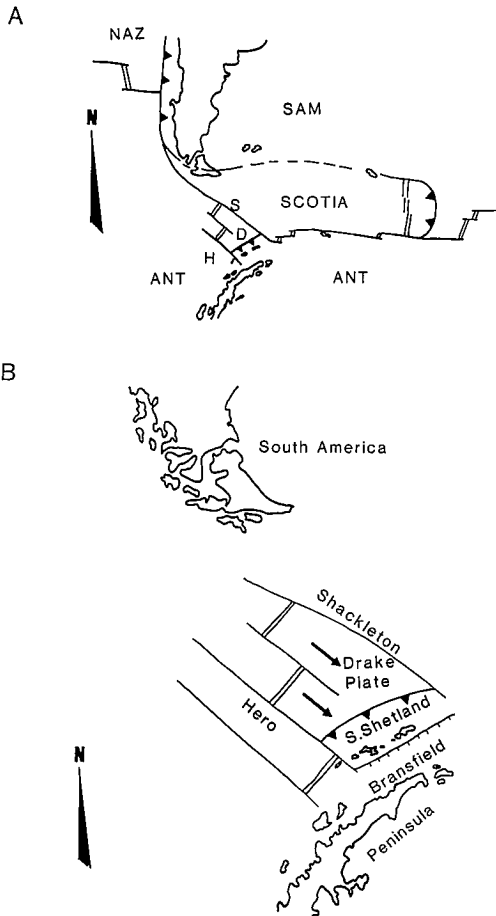 A
NAZ
N
SAM
SCOTIA
S
D
H
ANT
ANT
B
South America
Shackleton
Drake
Plate
S.Shetland
Hero
Bransfield
N
Peninsula